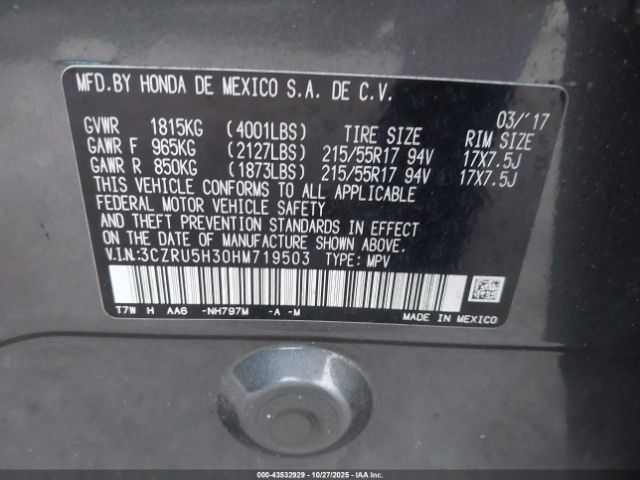 MFD.BY HONDA DE MEXICO S.A. DE C.V.
03/'17
GVWR 1815KG (4001LBS) TIRE SIZE RIM SIZE
GAWR F 965KG (2127LBS) 215/55R17 94V 17X7.5J
GAWR R 850KG (1873LBS) 215/55R17 94V 17X7.5J
THIS VEHICLE CONFORMS TO ALL APPLICABLE
FEDERAL MOTOR VEHICLE SAFETY
AND THEFT PREVENTION STANDARDS IN EFFECT
ON THE DATE OF MANUFACTURE SHOWN ABOVE.
V.I.N:3CZRU5H30HM719503 TYPE: MPV
T7W H AA6 -NH797M -A -M
MADE IN MEXICO
000-43532929 - 10/27/2025 - IAAI.com